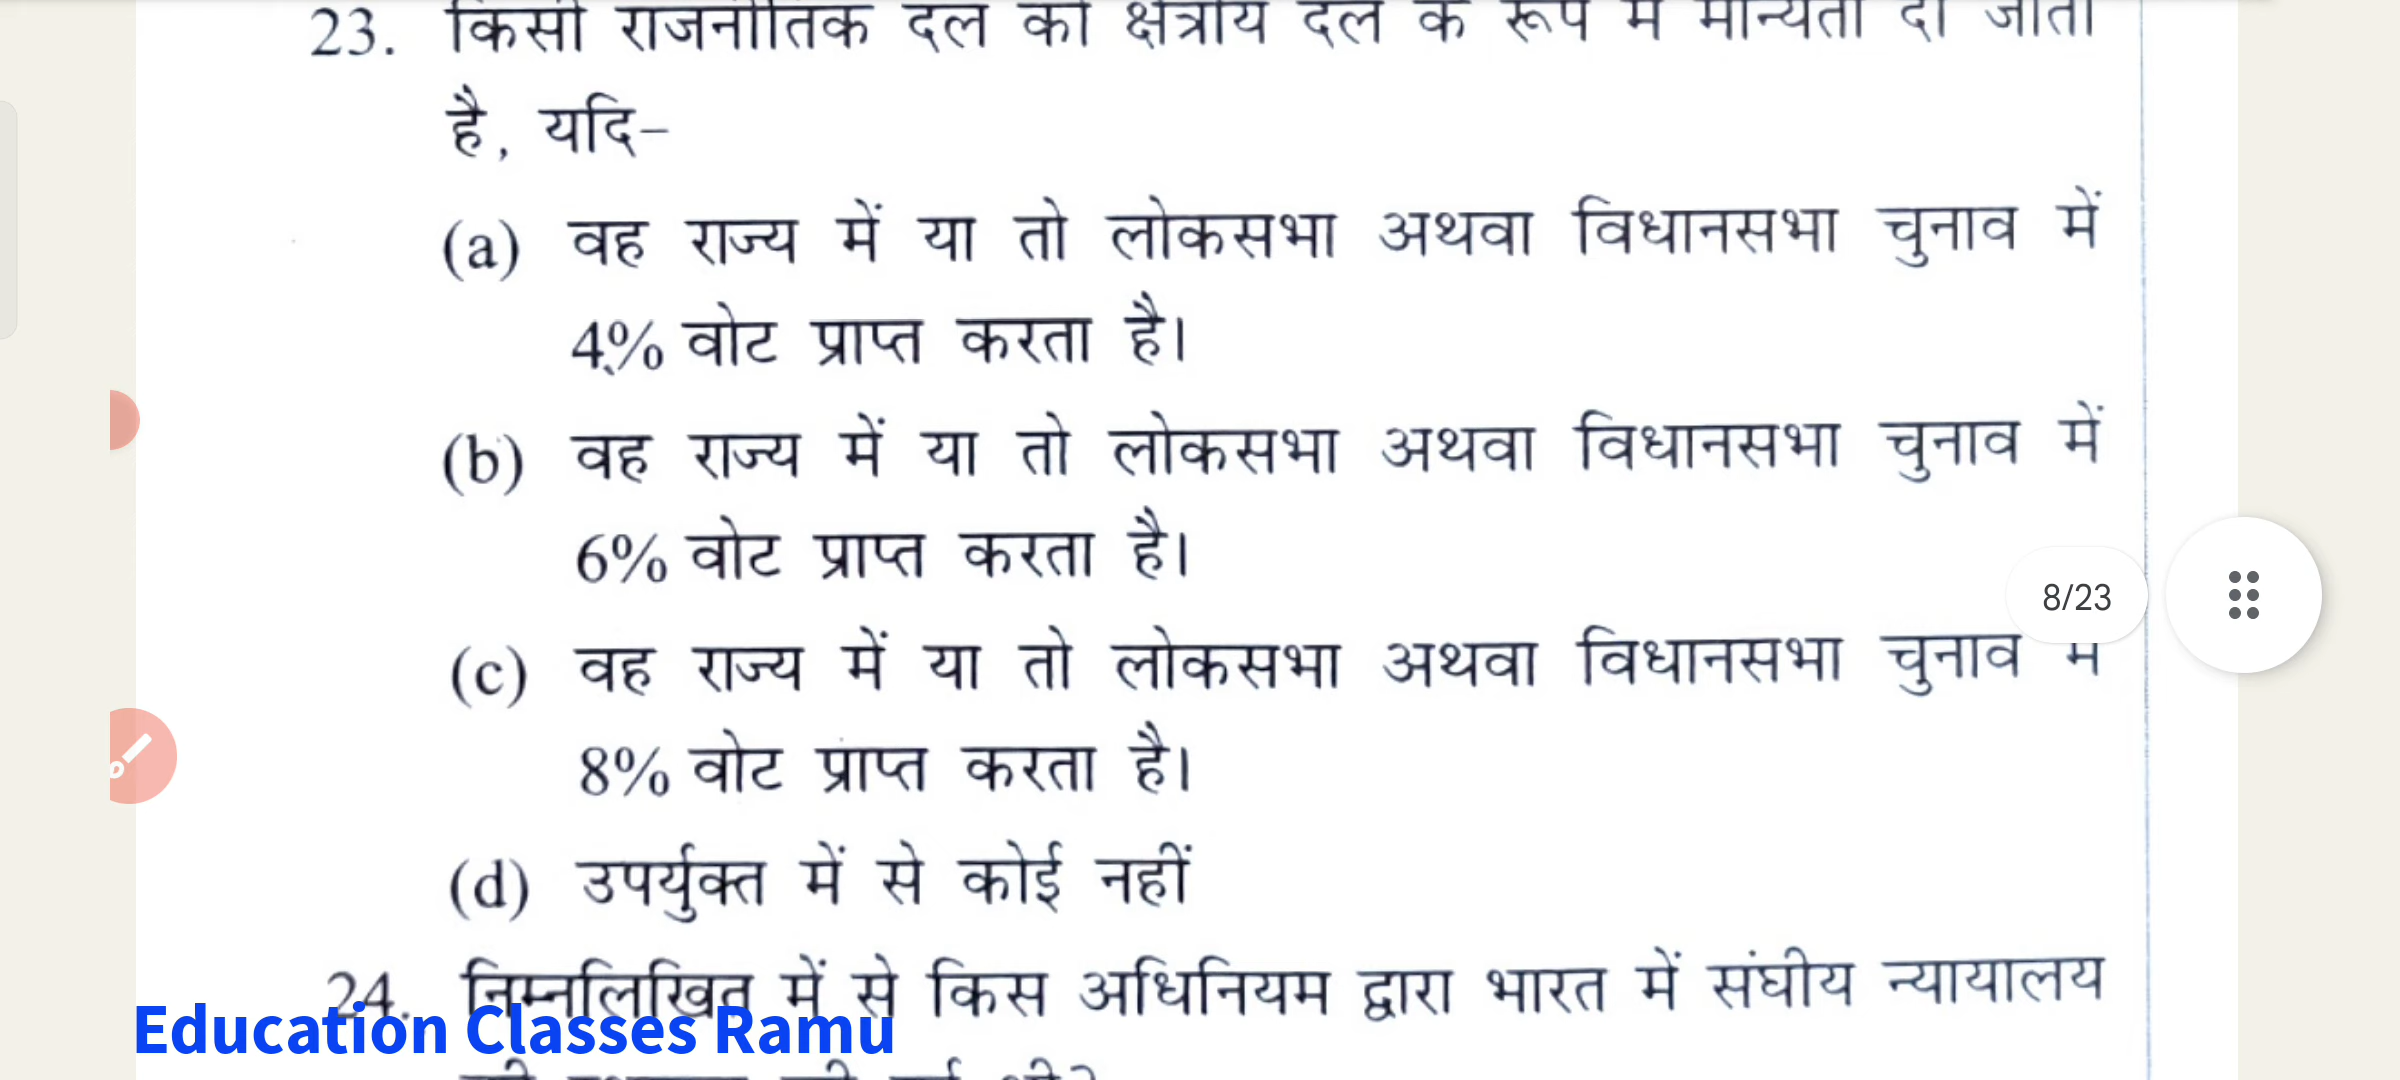 23. किसी राजनीतिक दल को क्षेत्रीय दल के रूप में मान्यता दी जाती
है, यदि–
(a) वह राज्य में या तो लोकसभा अथवा विधानसभा चुनाव में
4% वोट प्राप्त करता है।
(b) वह राज्य में या तो लोकसभा अथवा विधानसभा चुनाव में
6% वोट प्राप्त करता है।
8/23
(c) वह राज्य में या तो लोकसभा अथवा विधानसभा चुनाव में
8% वोट प्राप्त करता है।
(d) उपर्युक्त में से कोई नहीं
24. निम्नलिखित में से किस अधिनियम द्वारा भारत में संघीय न्यायालय
Education Classes Ramu